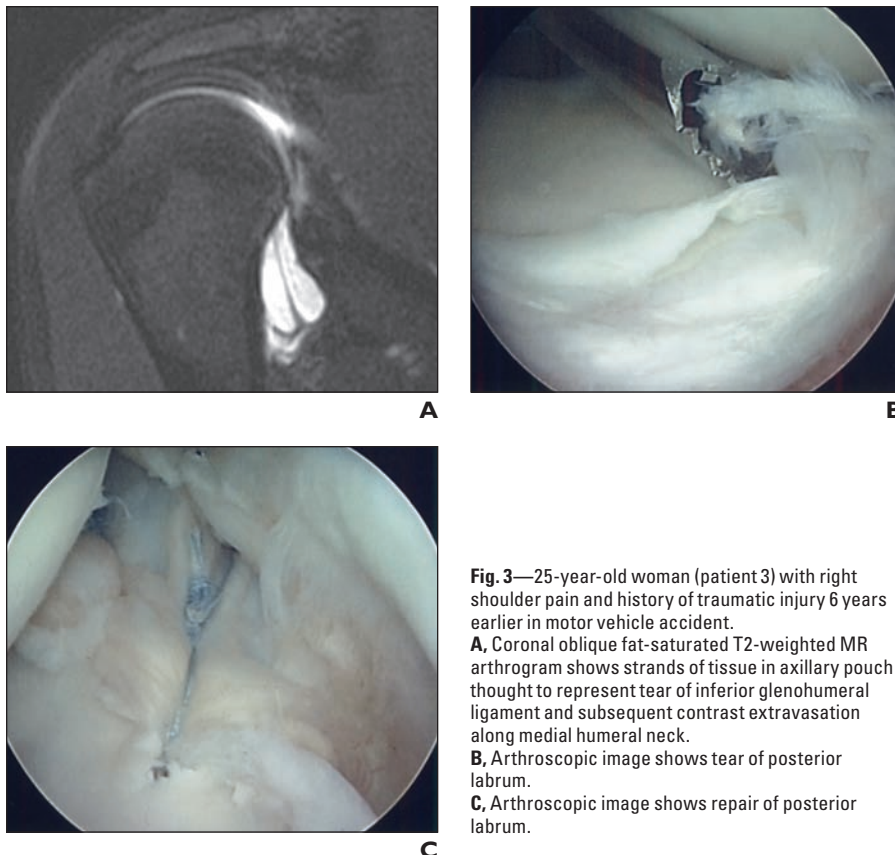 A
B
C
Fig. 3—25-year-old woman (patient 3) with right
shoulder pain and history of traumatic injury 6 years
earlier in motor vehicle accident.
A, Coronal oblique fat-saturated T2-weighted MR
arthrogram shows strands of tissue in axillary pouch
thought to represent tear of inferior glenohumeral
ligament and subsequent contrast extravasation
along medial humeral neck.
B, Arthroscopic image shows tear of posterior
labrum.
C, Arthroscopic image shows repair of posterior
labrum.